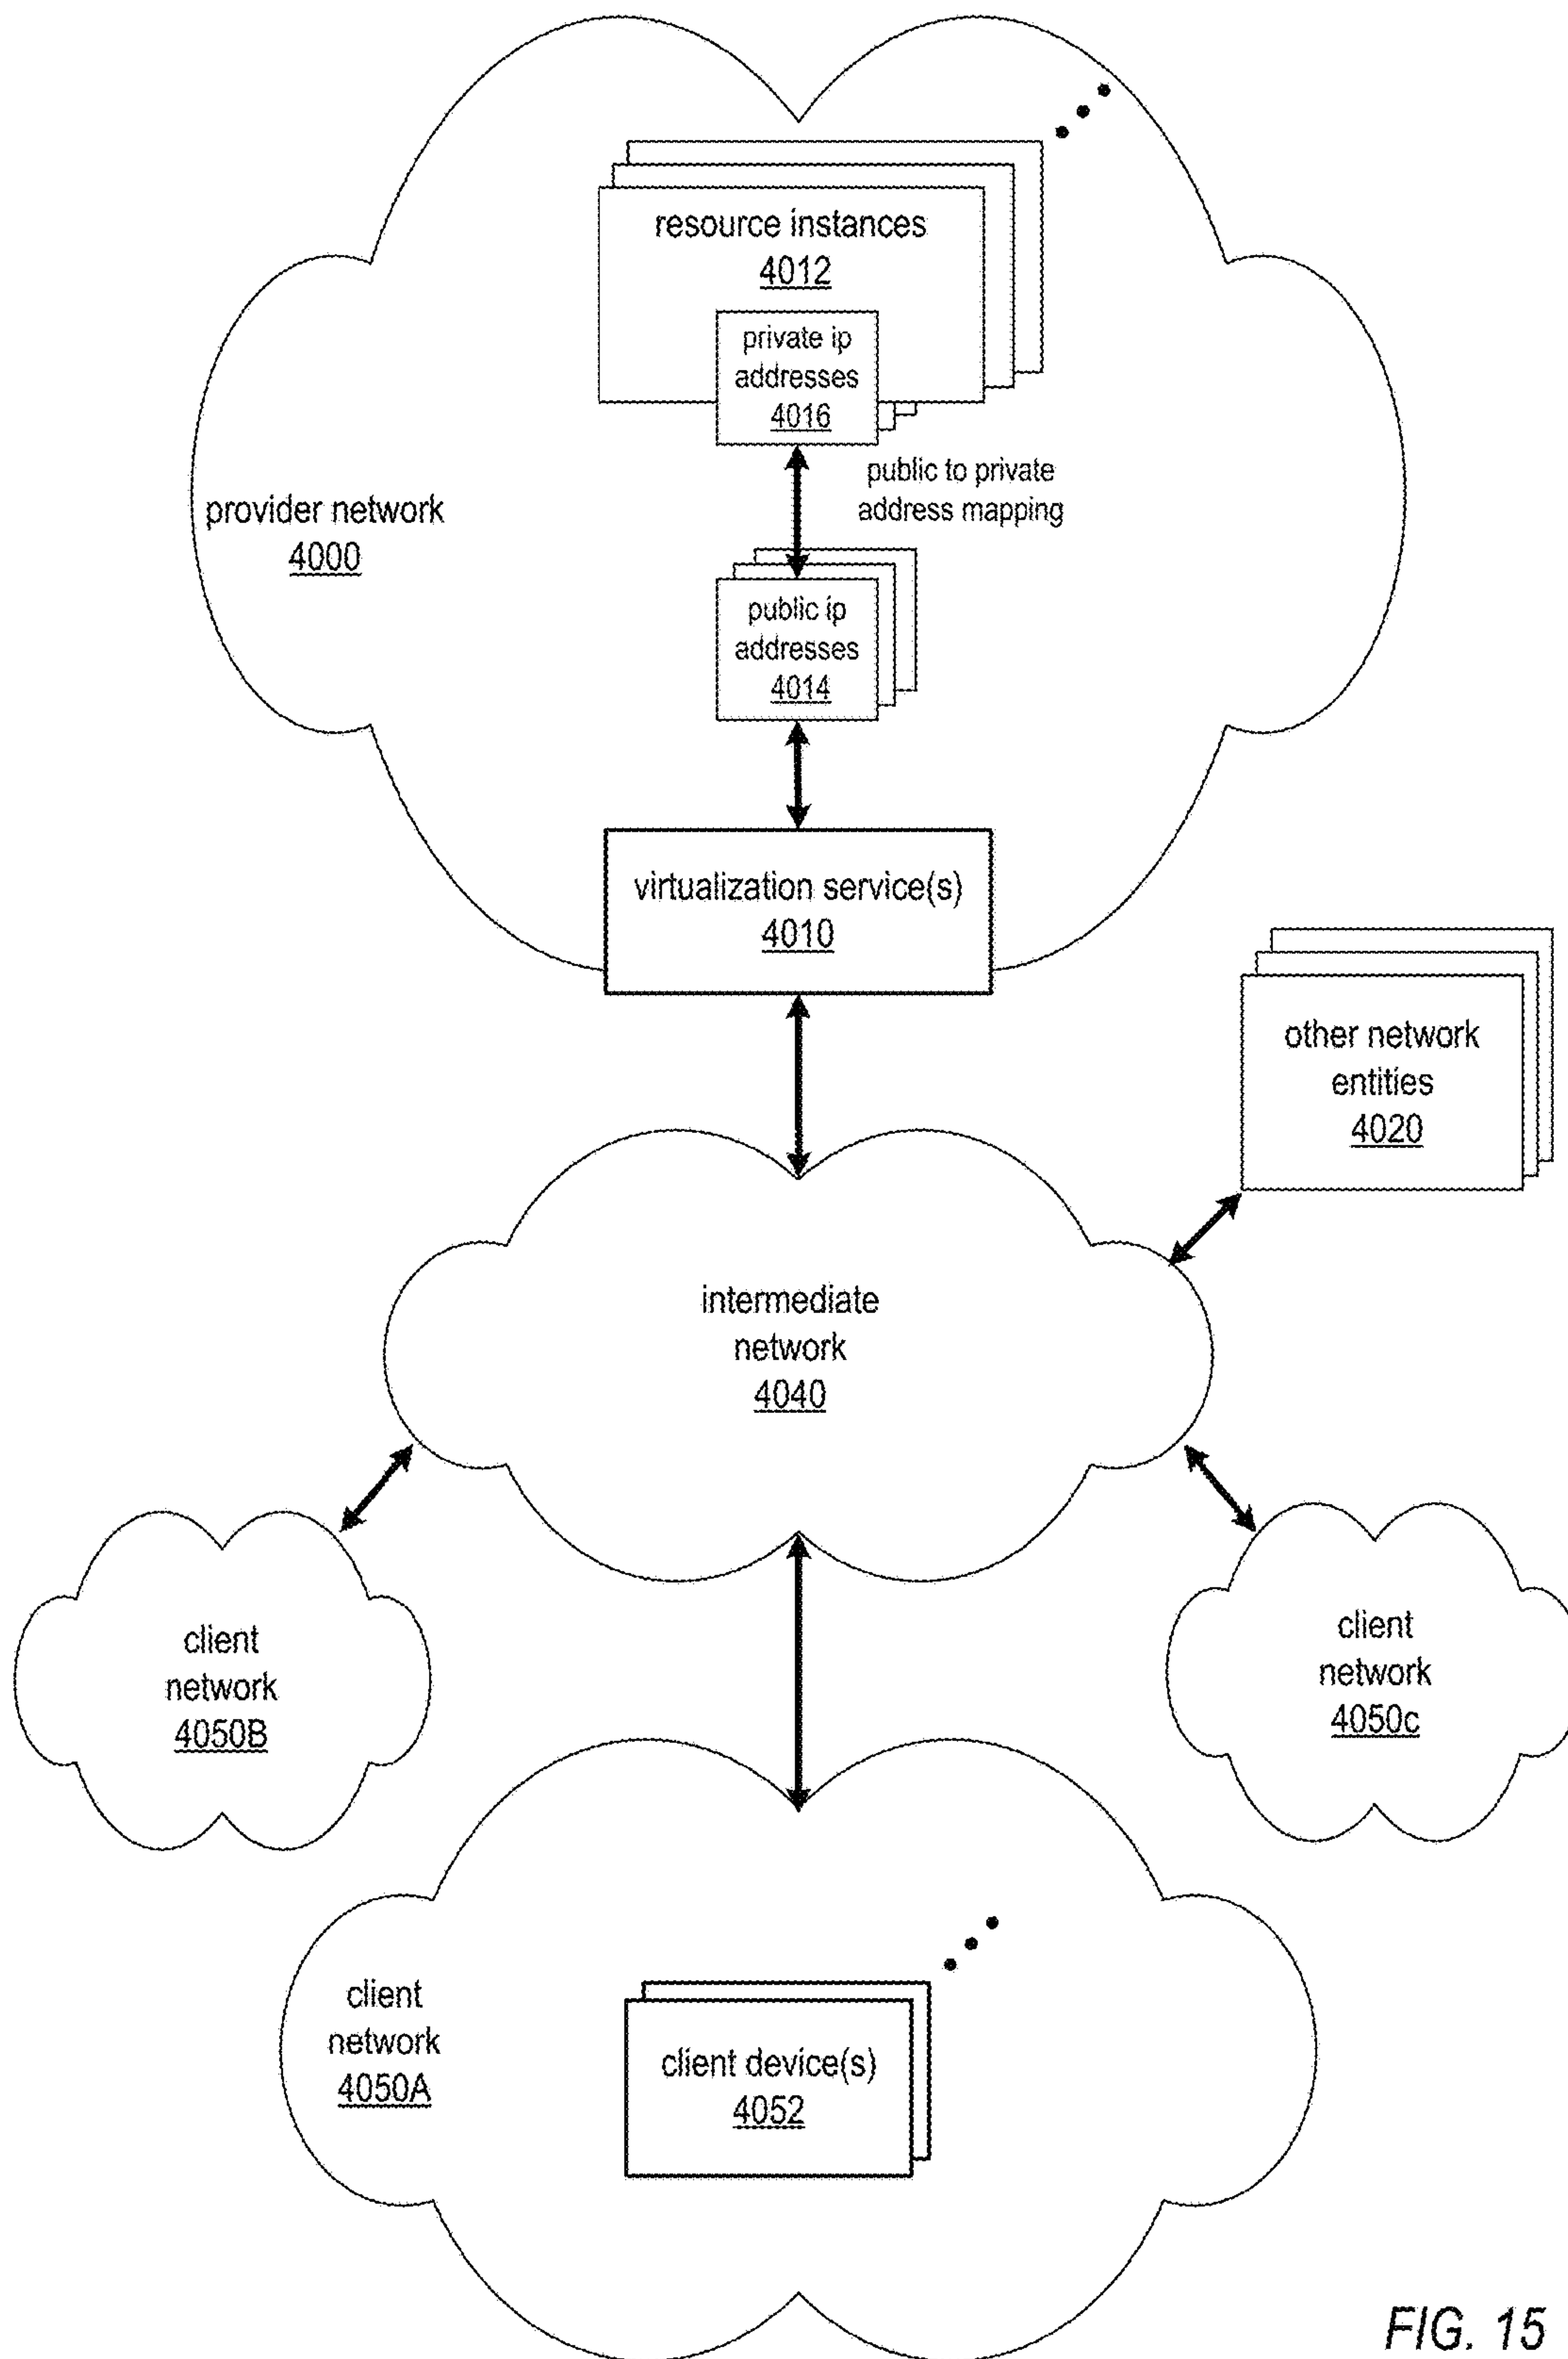 resource instances
4012
private ip
addresses
4016
public to private
address mapping
provider network
4000
public ip
addresses
4014
virtualization service(s)
4010
other network
entities
4020
intermediate
network
4040
client
network
4050B
client
network
4050c
client
network
4050A
client device(s)
4052
FIG. 15